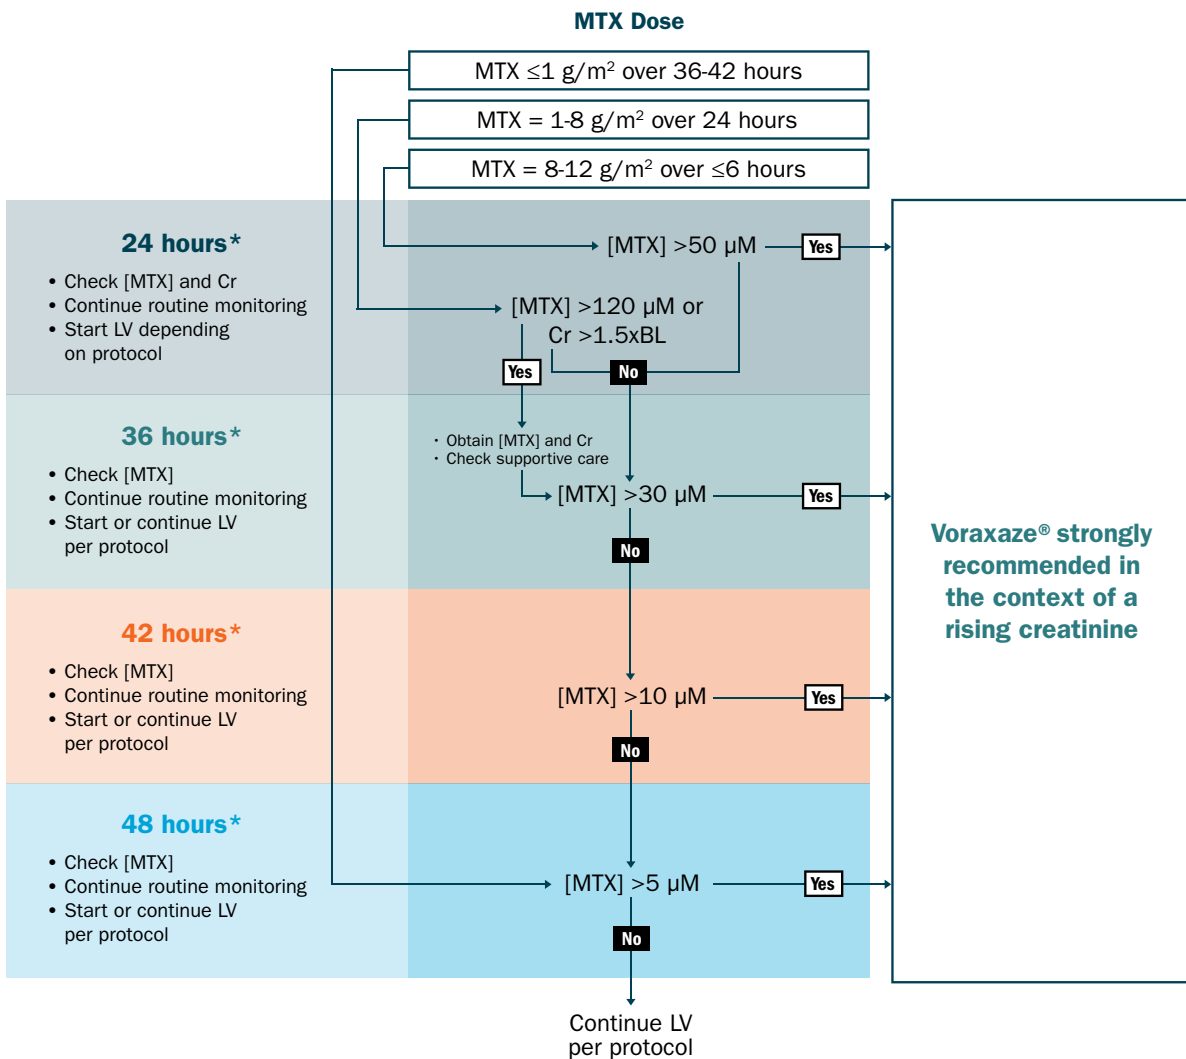 MTX Dose
MTX ≤1 g/m² over 36-42 hours
MTX = 1-8 g/m² over 24 hours
MTX = 8-12 g/m² over ≤6 hours
24 hours*
• Check [MTX] and Cr
• Continue routine monitoring
• Start LV depending
on protocol
[MTX] >50 µM
Yes
[MTX] >120 µM or
Cr >1.5xBL
Yes
No
36 hours*
• Check [MTX]
• Continue routine monitoring
• Start or continue LV
per protocol
• Obtain [MTX] and Cr
• Check supportive care
[MTX] >30 µM
Yes
No
Voraxaze® strongly
recommended in
the context of a
rising creatinine
42 hours*
• Check [MTX]
• Continue routine monitoring
• Start or continue LV
per protocol
[MTX] >10 µM
Yes
No
48 hours*
• Check [MTX]
• Continue routine monitoring
• Start or continue LV
per protocol
[MTX] >5 µM
Yes
No
Continue LV
per protocol